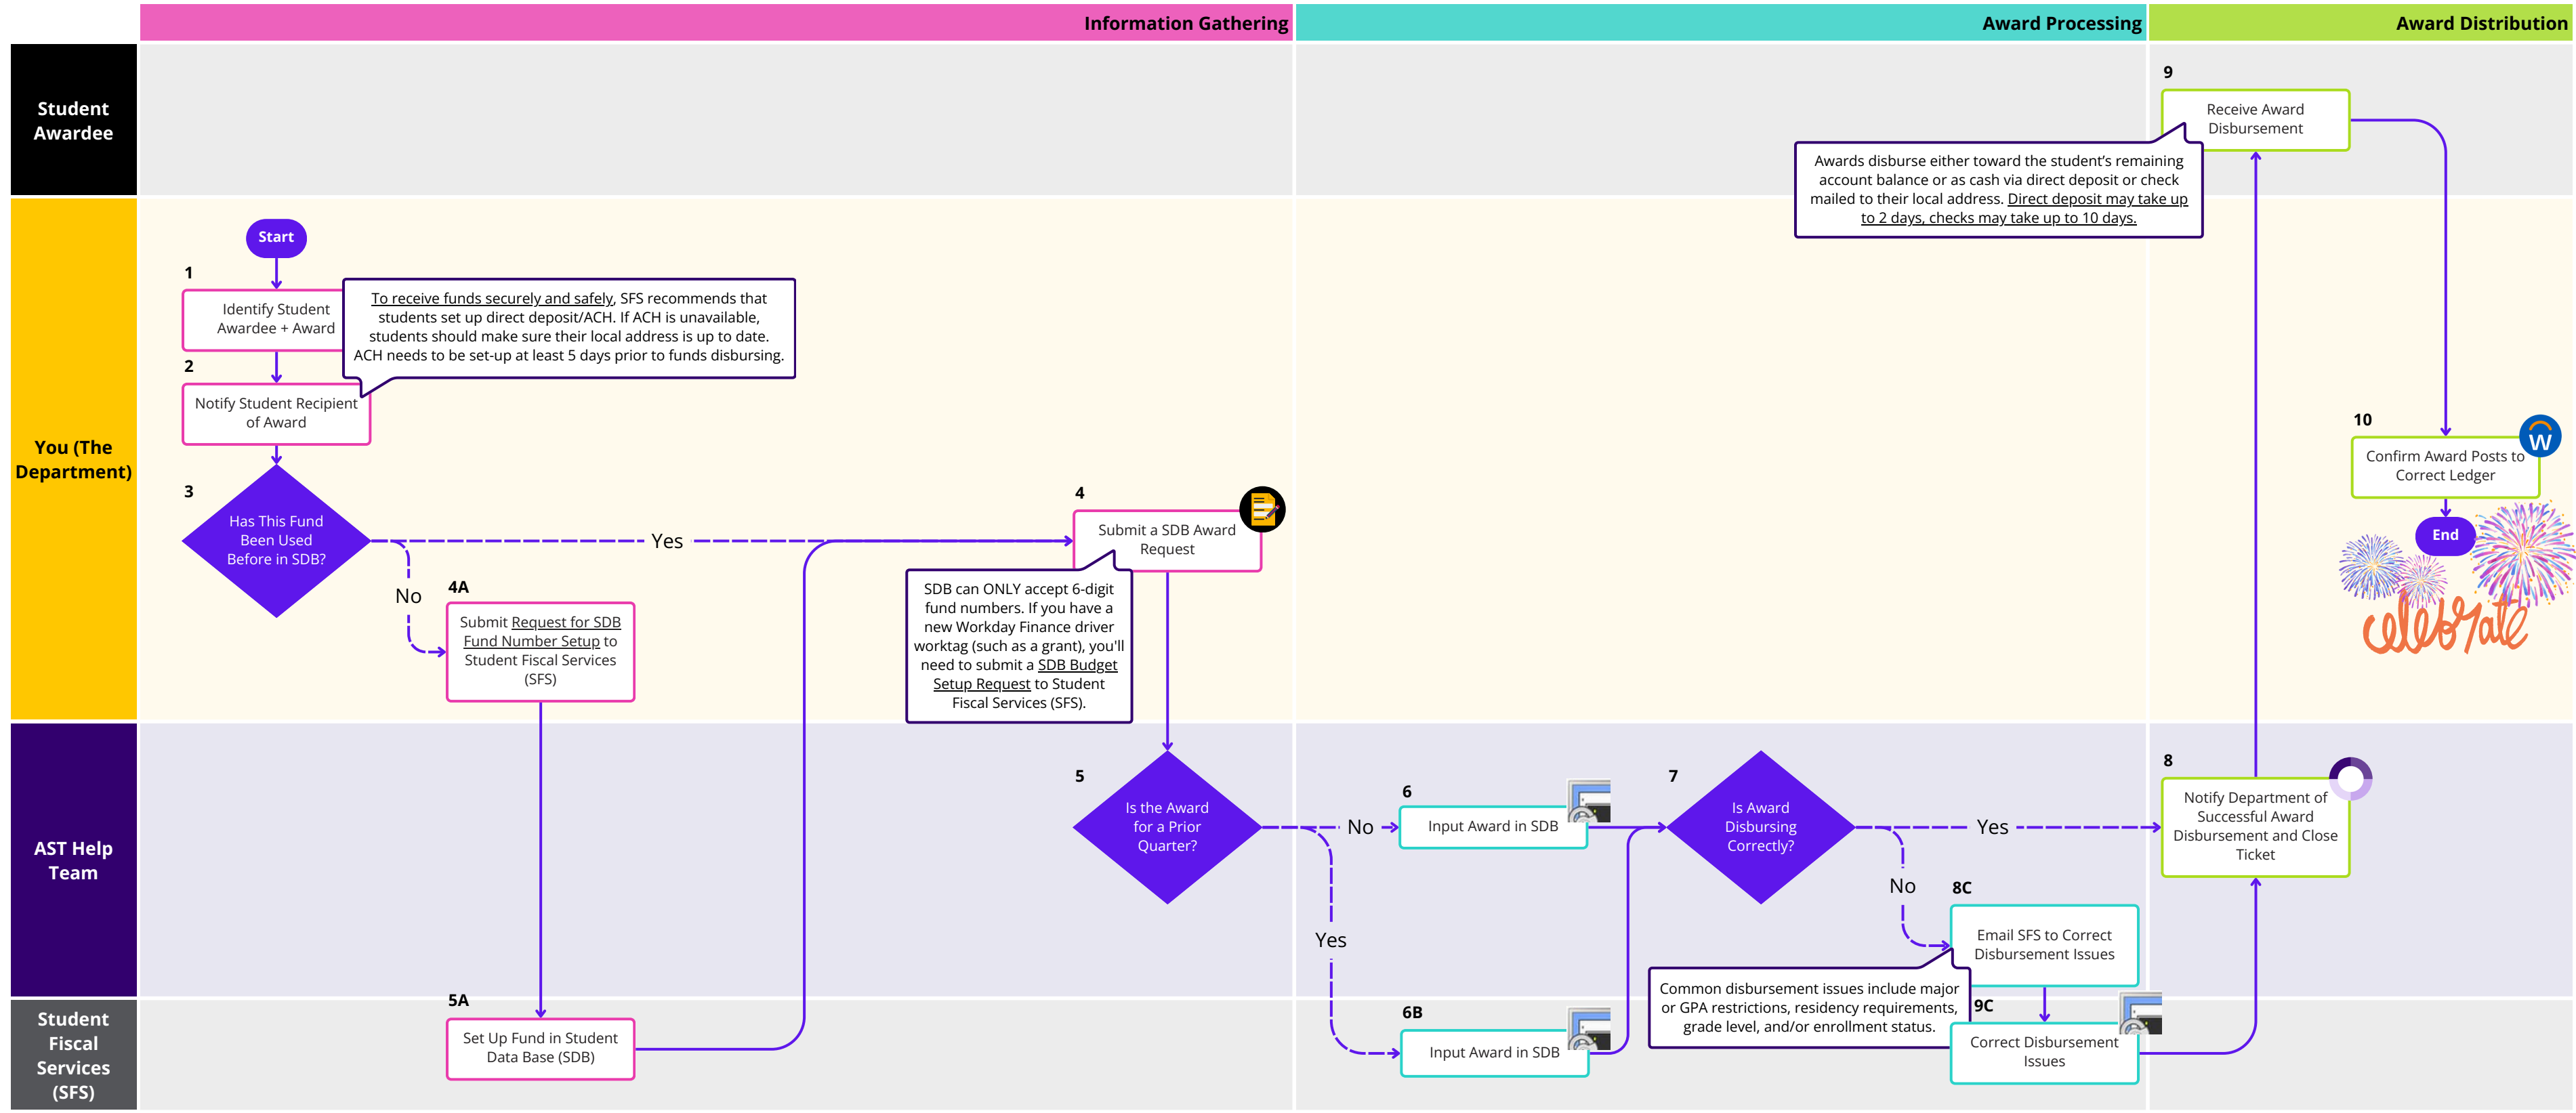 Information Gathering
Award Processing
Award Distribution
Student
Awardee
9
Receive Award
Disbursement
Awards disburse either toward the student's remaining
account balance or as cash via direct deposit or check
mailed to their local address. Direct deposit may take up
to 2 days, checks may take up to 10 days.
You (The
Department)
Start
1
Identify Student
Awardee + Award
To receive funds securely and safely, SFS recommends that
students set up direct deposit/ACH. If ACH is unavailable,
students should make sure their local address is up to date.
ACH needs to be set-up at least 5 days prior to funds disbursing.
2
Notify Student Recipient
of Award
3
Has This Fund
Been Used
Before in SDB?
Yes
No
4A
Submit Request for SDB
Fund Number Setup to
Student Fiscal Services
(SFS)
4
Submit a SDB Award
Request
SDB can ONLY accept 6-digit
fund numbers. If you have a
new Workday Finance driver
worktag (such as a grant), you'll
need to submit a SDB Budget
Setup Request to Student
Fiscal Services (SFS).
10
W
Confirm Award Posts to
Correct Ledger
End
celebrate
AST Help
Team
5
Is the Award
for a Prior
Quarter?
No
Yes
6
Input Award in SDB
7
Is Award
Disbursing
Correctly?
Yes
No
8
Notify Department of
Successful Award
Disbursement and Close
Ticket
8C
Email SFS to Correct
Disbursement Issues
Common disbursement issues include major
or GPA restrictions, residency requirements,
grade level, and/or enrollment status.
Student
Fiscal
Services
(SFS)
5A
Set Up Fund in Student
Data Base (SDB)
6B
Input Award in SDB
9C
Correct Disbursement
Issues